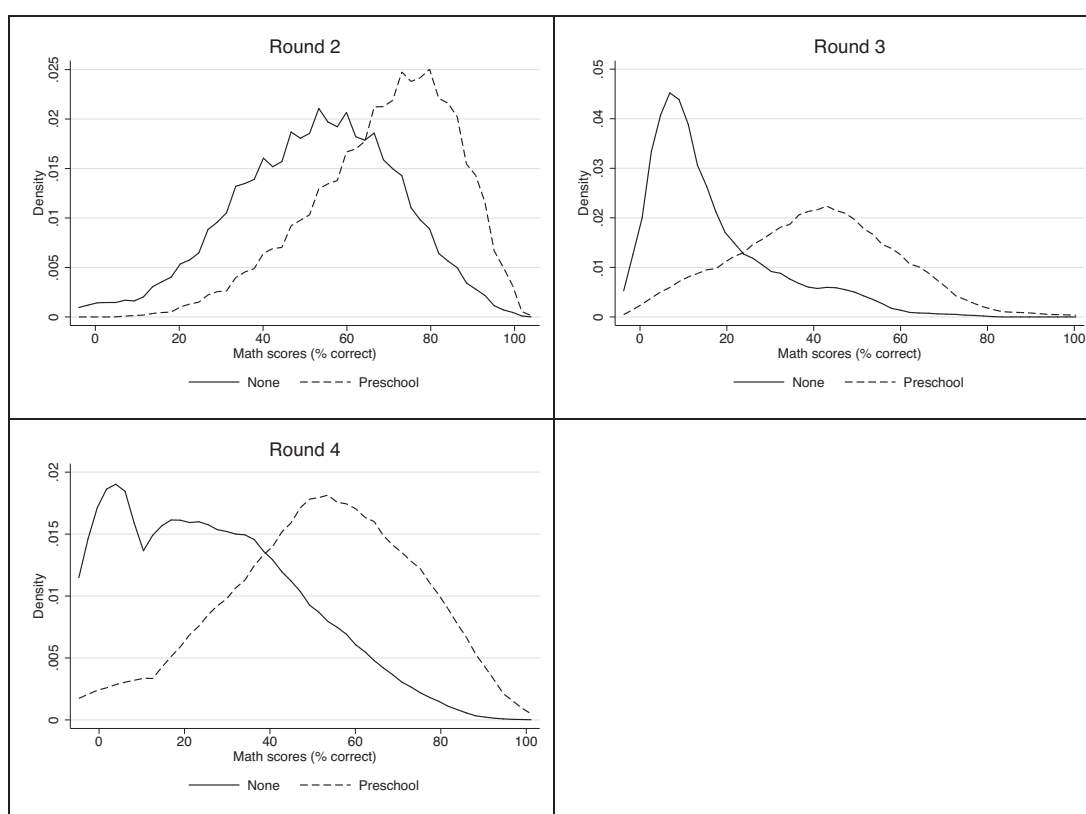 Round 2
Density
0 .005 .01 .015 .02 .025
0 20 40 60 80 100
Math scores (% correct)
None Preschool
Round 3
Density
0 .01 .02 .03 .04 .05
0 20 40 60 80 100
Math scores (% correct)
None Preschool
Round 4
Density
0 .005 .01 .015 .02
0 20 40 60 80 100
Math scores (% correct)
None Preschool